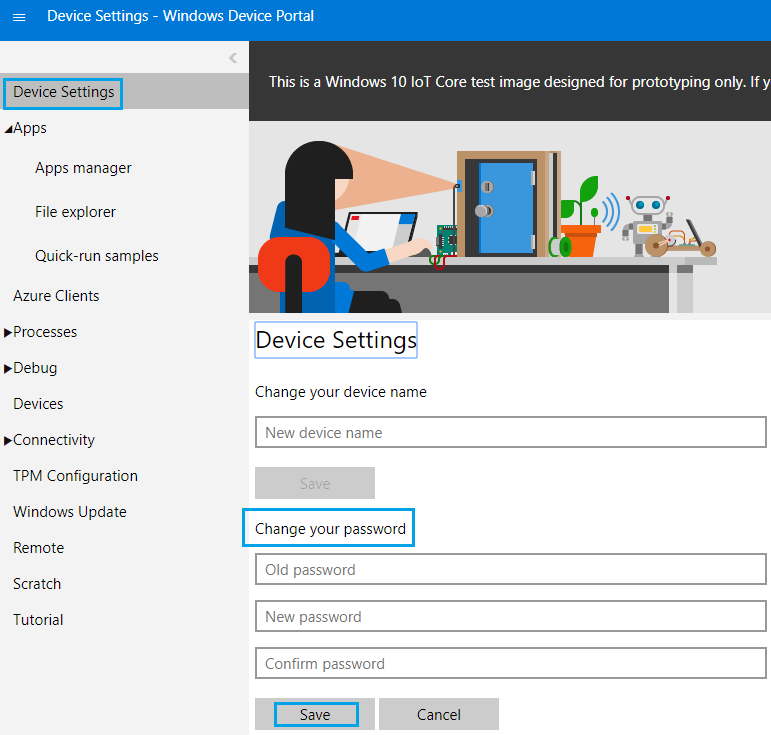 Device Settings - Windows Device Portal
Device Settings
Apps
Apps manager
File explorer
Quick-run samples
Azure Clients
Processes
Debug
Devices
Connectivity
TPM Configuration
Windows Update
Remote
Scratch
Tutorial
This is a Windows 10 IoT Core test image designed for prototyping only. If y
Device Settings
Change your device name
New device name
Save
Change your password
Old password
New password
Confirm password
Save Cancel